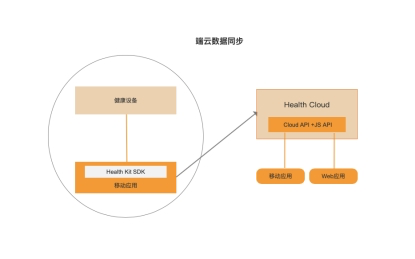 端云数据同步
健康设备
Health Kit SDK
移动应用
Health Cloud
Cloud API +JS API
移动应用
Web应用